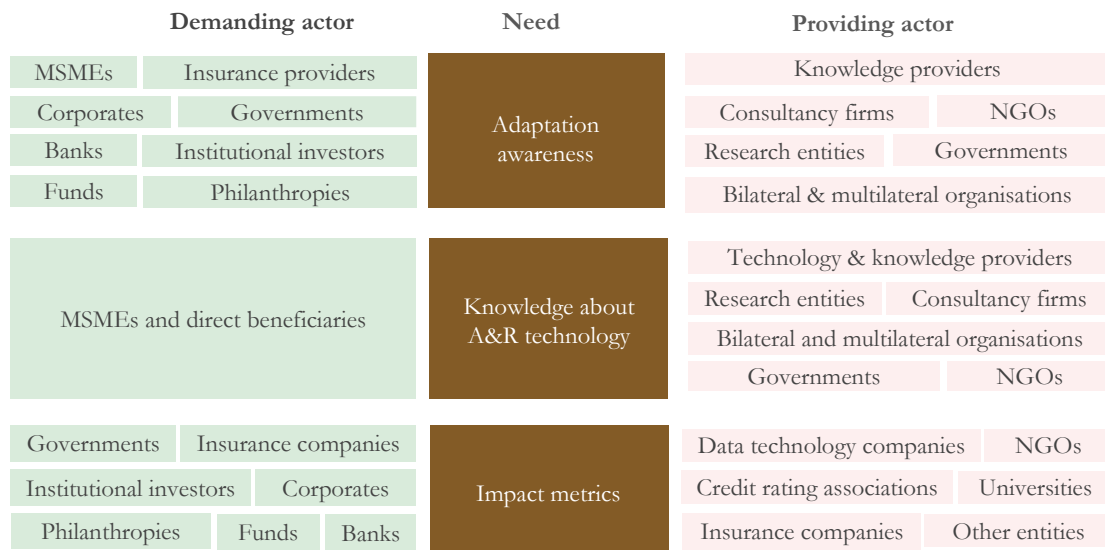 Demanding actor Need Providing actor
MSMEs Insurance providers
Corporates Governments
Banks Institutional investors
Funds Philanthropies
Adaptation
awareness
Knowledge providers
Consultancy firms NGOs
Research entities Governments
Bilateral & multilateral organisations
MSMEs and direct beneficiaries
Knowledge about
A&R technology
Technology & knowledge providers
Research entities Consultancy firms
Bilateral and multilateral organisations
Governments NGOs
Governments Insurance companies
Institutional investors Corporates
Philanthropies Funds Banks
Impact metrics
Data technology companies NGOs
Credit rating associations Universities
Insurance companies Other entities